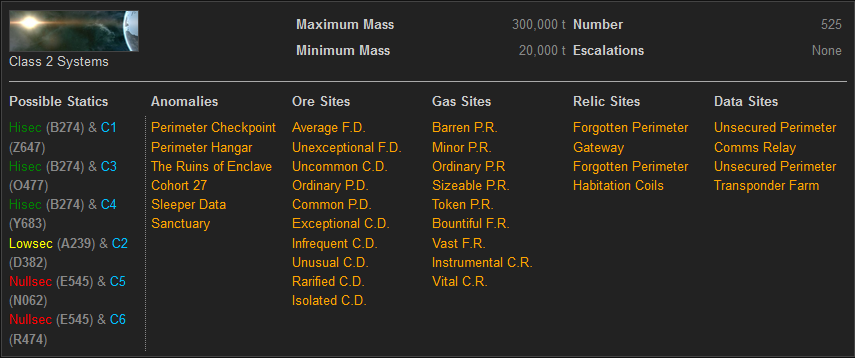 Maximum Mass 300,000 t Number 525
Minimum Mass 20,000 t Escalations None
Class 2 Systems
Possible Statics
Hisec (B274) & C1
(Z647)
Hisec (B274) & C3
(O477)
Hisec (B274) & C4
(Y683)
Lowsec (A239) & C2
(D382)
Nullsec (E545) & C5
(N062)
Nullsec (E545) & C6
(R474)
Anomalies
Perimeter Checkpoint
Perimeter Hangar
The Ruins of Enclave
Cohort 27
Sleeper Data
Sanctuary
Ore Sites
Average F.D.
Unexceptional F.D.
Uncommon C.D.
Ordinary P.D.
Common P.D.
Exceptional C.D.
Infrequent C.D.
Unusual C.D.
Rarified C.D.
Isolated C.D.
Gas Sites
Barren P.R.
Minor P.R.
Ordinary P.R
Sizeable P.R.
Token P.R.
Bountiful F.R.
Vast F.R.
Instrumental C.R.
Vital C.R.
Relic Sites
Forgotten Perimeter
Gateway
Forgotten Perimeter
Habitation Coils
Data Sites
Unsecured Perimeter
Comms Relay
Unsecured Perimeter
Transponder Farm